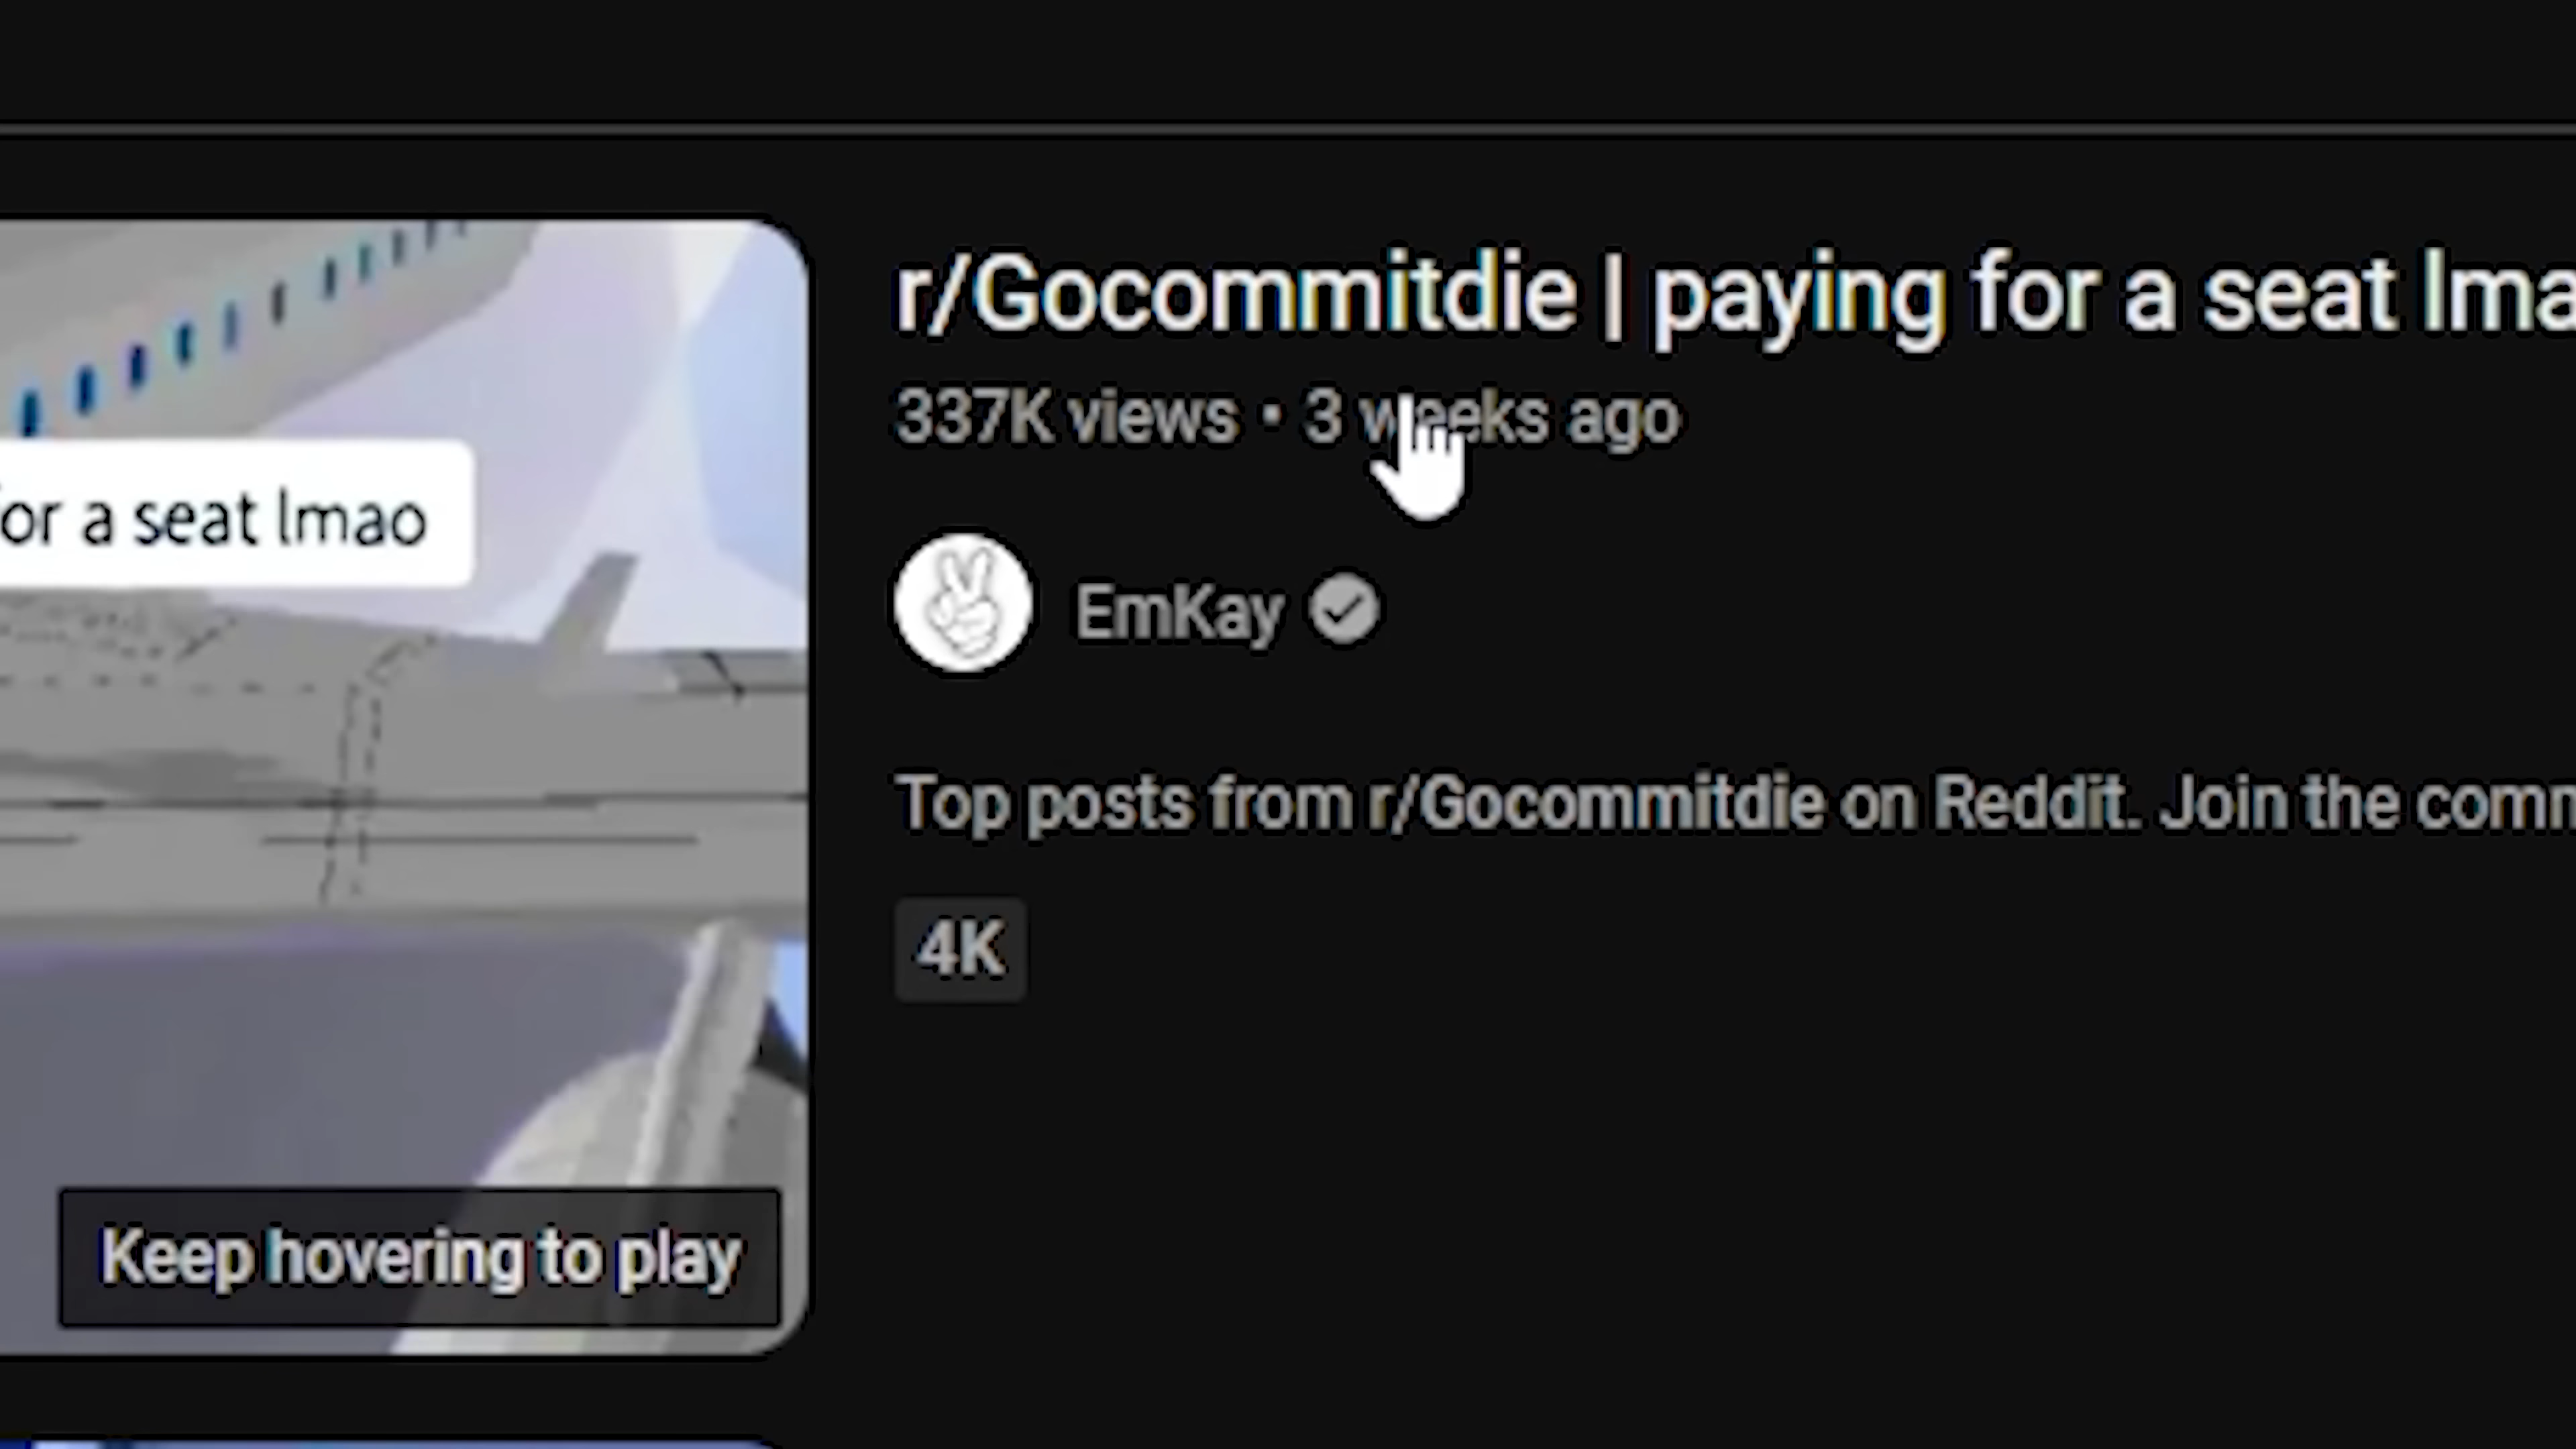 r/Gocommitdie | paying for a seat lma
337K views • 3 weeks ago
or a seat lmao
EmKay
Top posts from r/Gocommitdie on Reddit. Join the comm
4K
Keep hovering to play